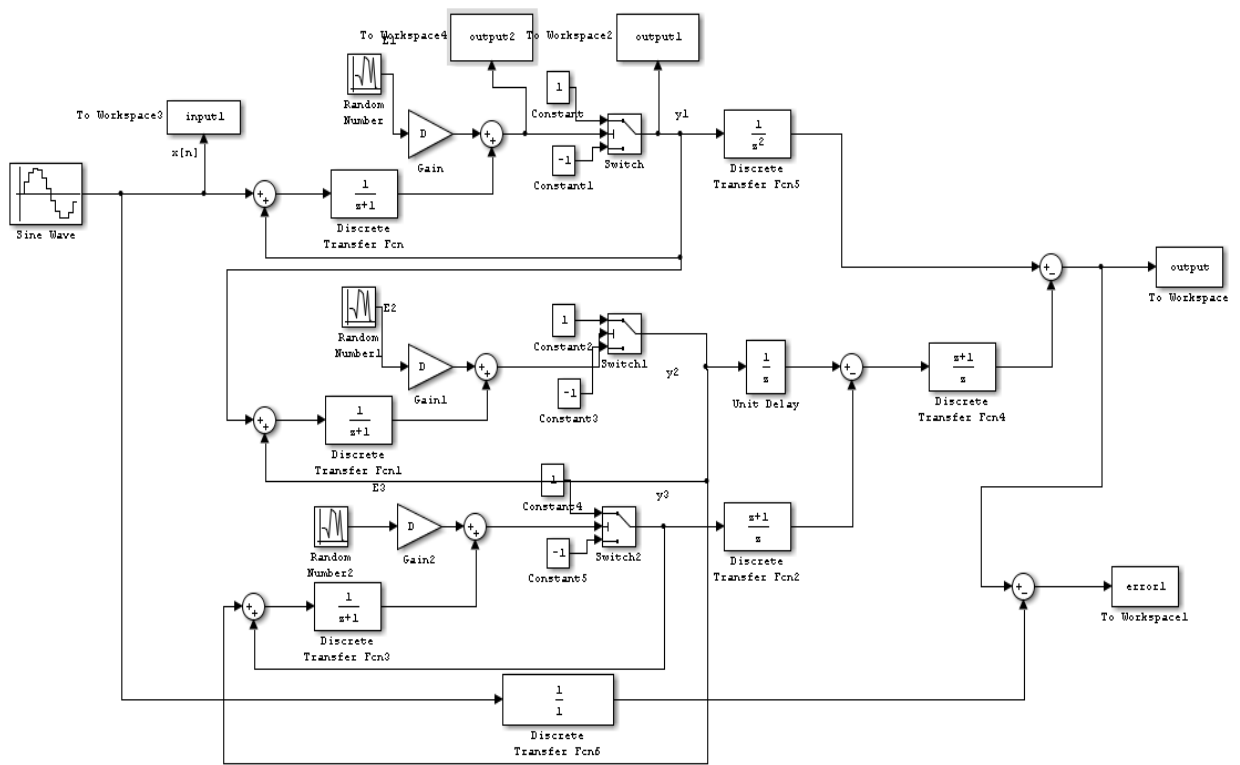 To Workspace4
E1
output2
To Workspace2
output1
Random
Number
1
Constant
To Workspace3
input1
x[n]
D
Gain
+
+
-1
Constant1
Switch
y1
1
z2
Discrete
Transfer Fcn5
Sine Wave
+
+
1
z+1
Discrete
Transfer Fcn
+
-
output
To Workspace
E2
Random
Number1
1
Constant2
Switch1
y2
D
Gain1
+
+
-1
Constant3
1
z
Unit Delay
+
-
z+1
z
Discrete
Transfer Fcn4
+
+
1
z+1
Discrete
Transfer Fcn1
E3
1
Constant4
y3
Random
Number2
D
Gain2
+
+
-1
Constant5
Switch2
z+1
z
Discrete
Transfer Fcn2
+
+
1
z+1
Discrete
Transfer Fcn3
+
-
error1
To Workspace1
1
1
Discrete
Transfer Fcn6